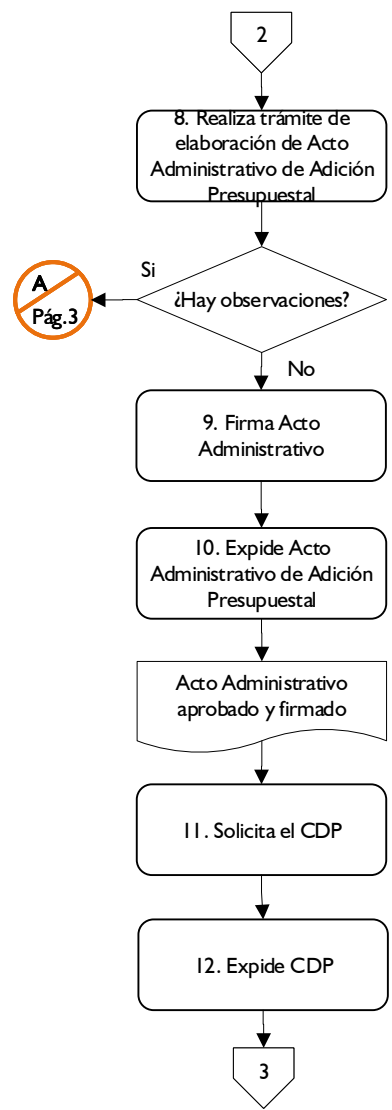 2
8. Realiza trámite de
elaboración de Acto
Administrativo de Adición
Presupuestal
Si
A
Pág.3
¿Hay observaciones?
No
9. Firma Acto
Administrativo
10. Expide Acto
Administrativo de Adición
Presupuestal
Acto Administrativo
aprobado y firmado
11. Solicita el CDP
12. Expide CDP
3